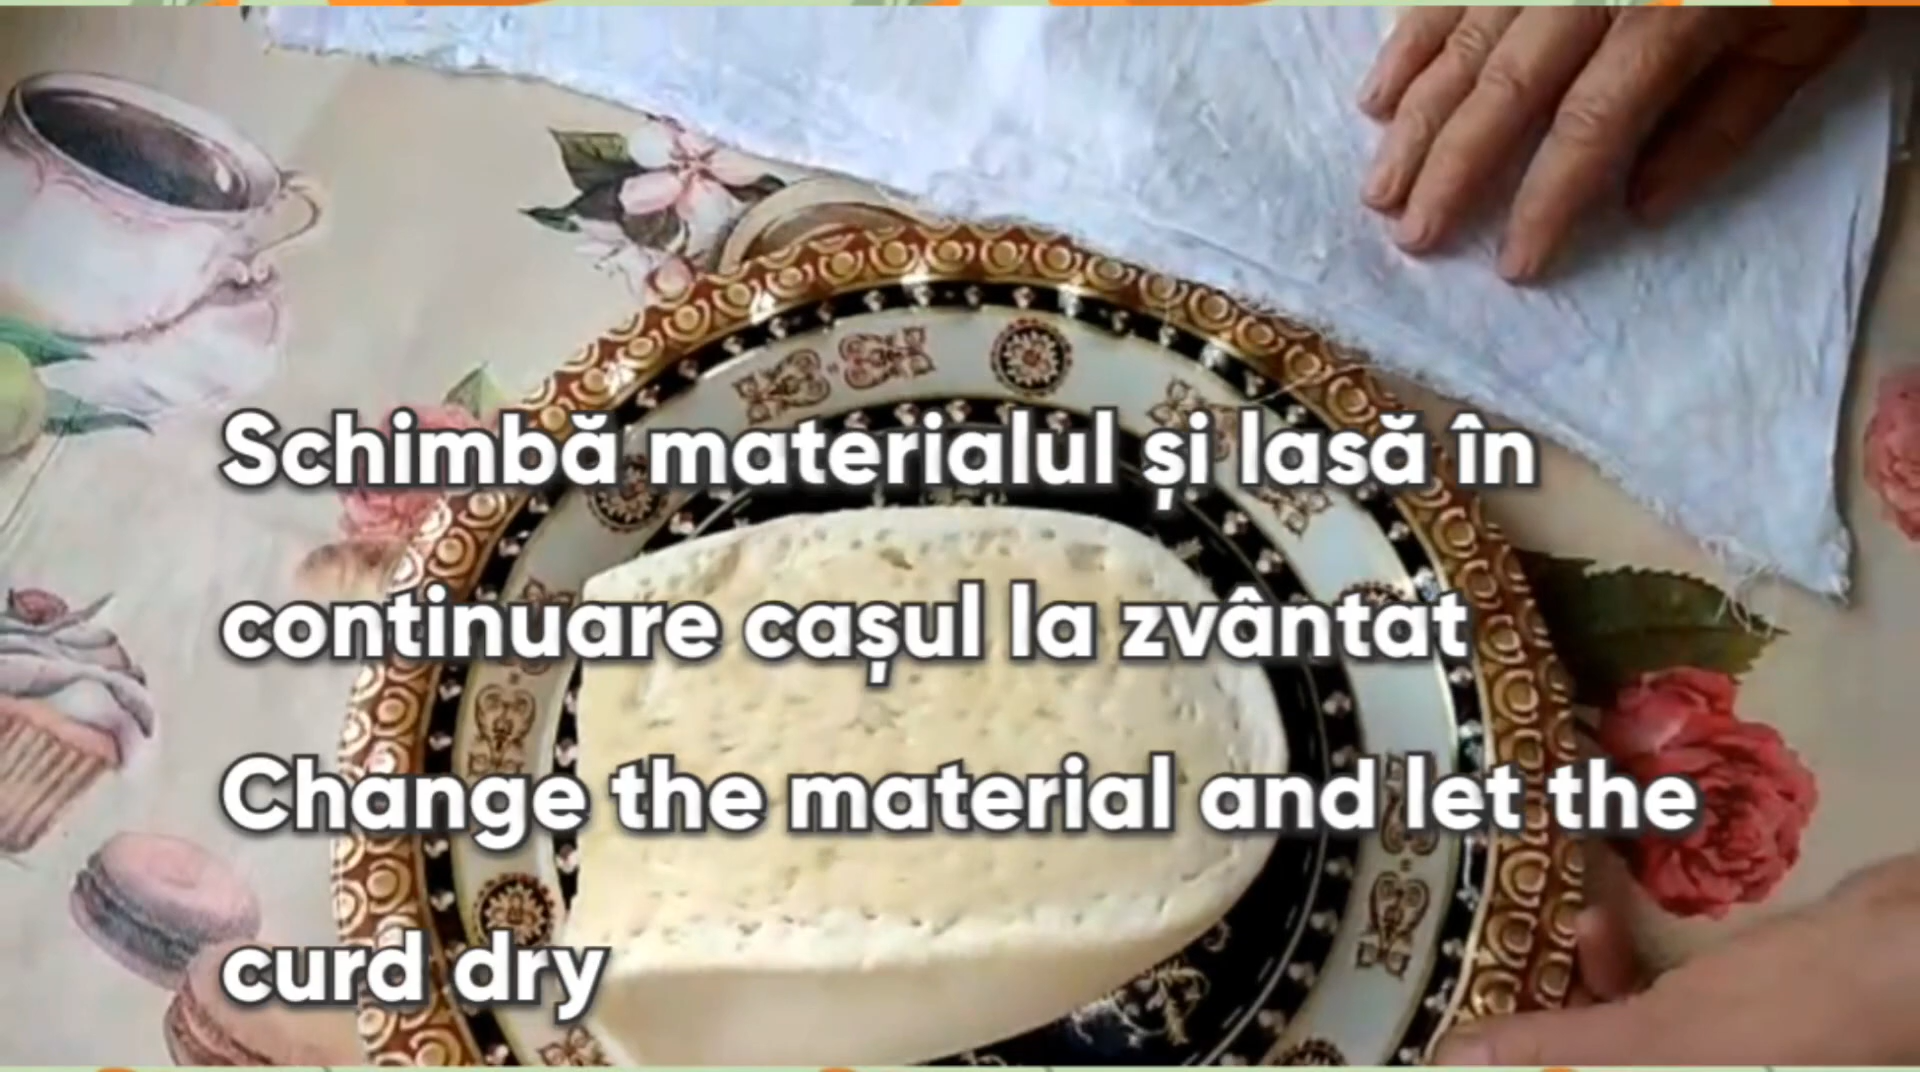 Schimbă materialul și lasă în
continuare cașul la zvântat
Change the material and let the
curd dry